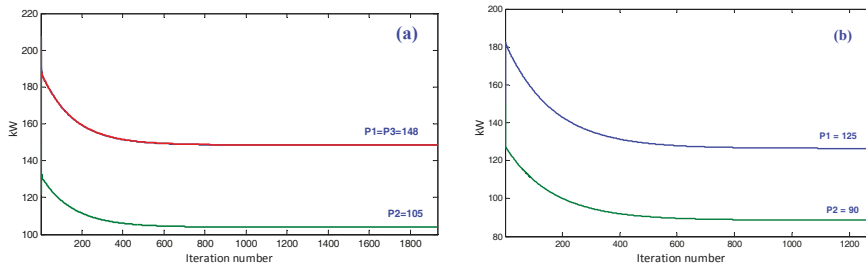 (a)
220
200
180
160
140
120
100
kW
P1=P3=148
P2=105
200 400 600 800 1000 1200 1400 1600 1800
Iteration number
(b)
200
180
160
140
120
100
80
kW
P1 = 125
P2 = 90
200 400 600 800 1000 1200
Iteration number